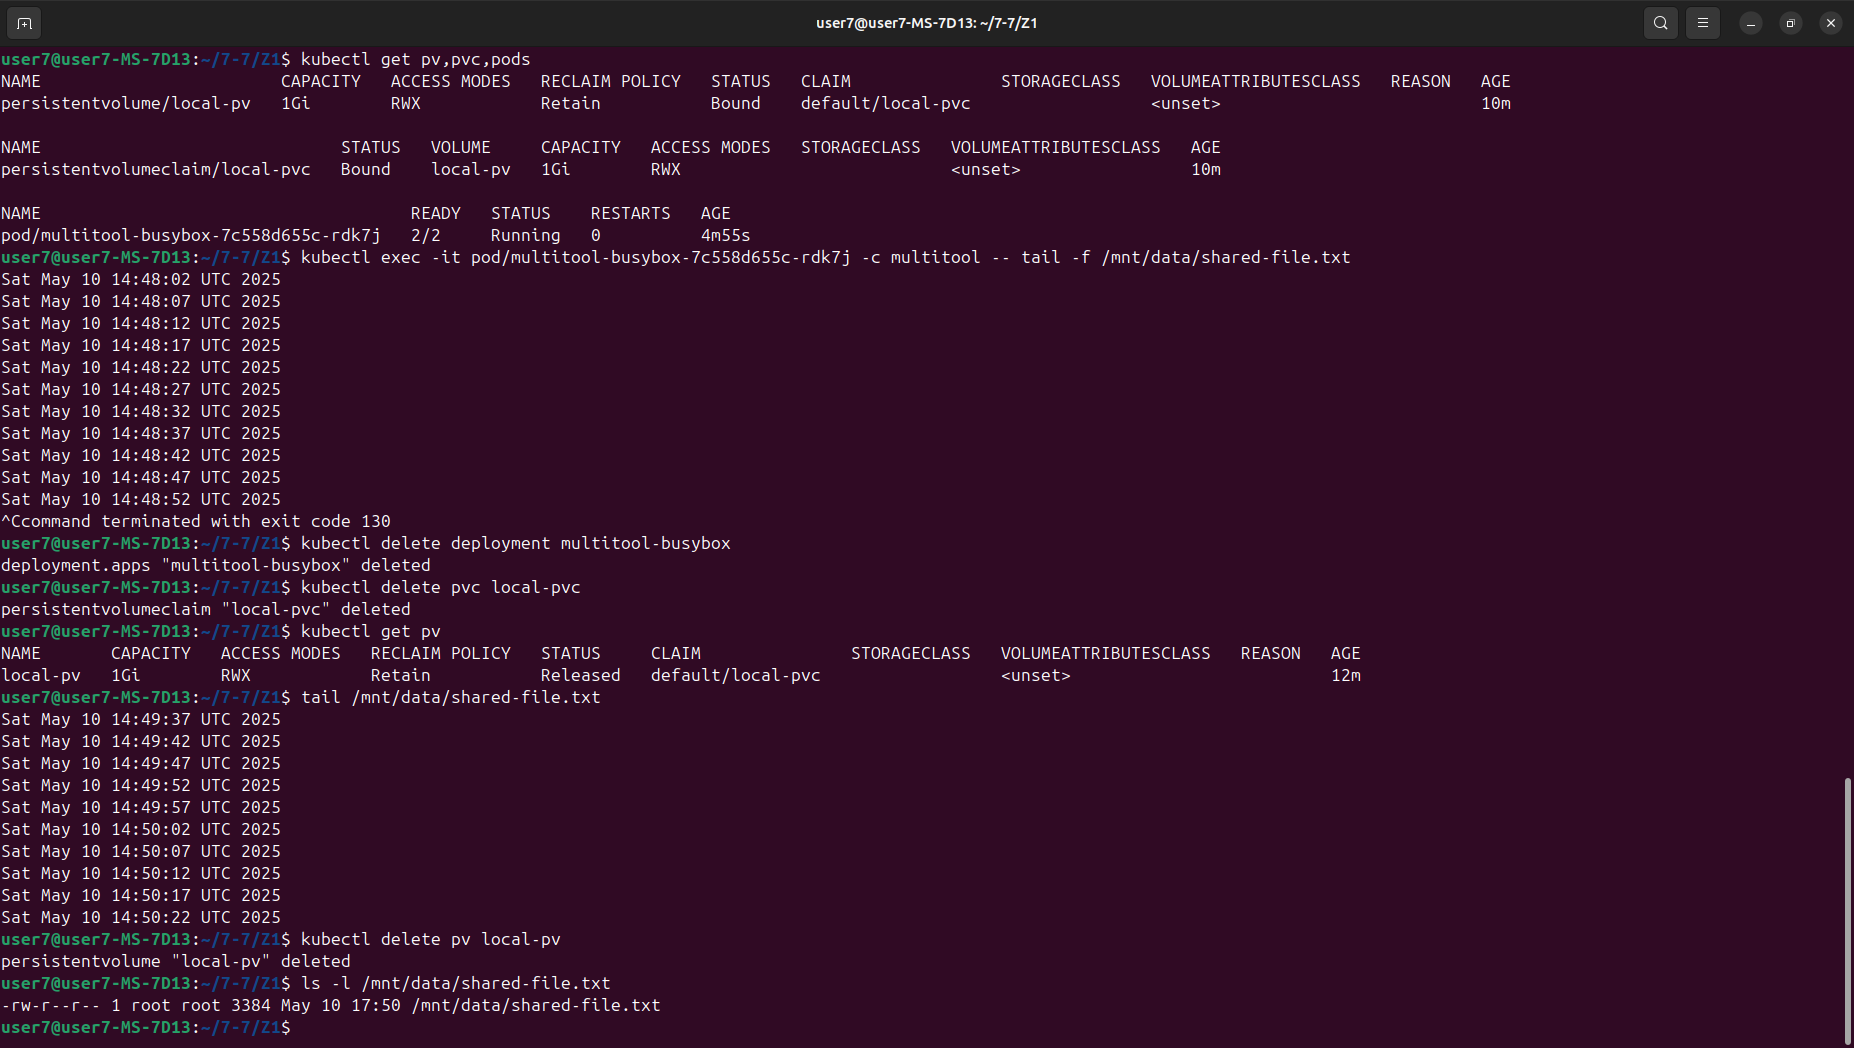 user7@user7-MS-7D13: ~/7-7/Z1
user7@user7-MS-7D13:~/7-7/Z1$ kubectl get pv,pvc,pods
NAME                        CAPACITY   ACCESS MODES   RECLAIM POLICY   STATUS   CLAIM               STORAGECLASS   VOLUMEATTRIBUTESCLASS   REASON   AGE
persistentvolume/local-pv   1Gi        RWX            Retain           Bound    default/local-pvc                  <unset>                          10m
NAME                              STATUS   VOLUME     CAPACITY   ACCESS MODES   STORAGECLASS   VOLUMEATTRIBUTESCLASS   AGE
persistentvolumeclaim/local-pvc   Bound    local-pv   1Gi        RWX                           <unset>                 10m
NAME                                     READY   STATUS    RESTARTS   AGE
pod/multitool-busybox-7c558d655c-rdk7j   2/2     Running   0          4m55s
user7@user7-MS-7D13:~/7-7/Z1$ kubectl exec -it pod/multitool-busybox-7c558d655c-rdk7j -c multitool -- tail -f /mnt/data/shared-file.txt
Sat May 10 14:48:02 UTC 2025
Sat May 10 14:48:07 UTC 2025
Sat May 10 14:48:12 UTC 2025
Sat May 10 14:48:17 UTC 2025
Sat May 10 14:48:22 UTC 2025
Sat May 10 14:48:27 UTC 2025
Sat May 10 14:48:32 UTC 2025
Sat May 10 14:48:37 UTC 2025
Sat May 10 14:48:42 UTC 2025
Sat May 10 14:48:47 UTC 2025
Sat May 10 14:48:52 UTC 2025
^Ccommand terminated with exit code 130
user7@user7-MS-7D13:~/7-7/Z1$ kubectl delete deployment multitool-busybox
deployment.apps "multitool-busybox" deleted
user7@user7-MS-7D13:~/7-7/Z1$ kubectl delete pvc local-pvc
persistentvolumeclaim "local-pvc" deleted
user7@user7-MS-7D13:~/7-7/Z1$ kubectl get pv
NAME       CAPACITY   ACCESS MODES   RECLAIM POLICY   STATUS     CLAIM               STORAGECLASS   VOLUMEATTRIBUTESCLASS   REASON   AGE
local-pv   1Gi        RWX            Retain           Released   default/local-pvc                  <unset>                          12m
user7@user7-MS-7D13:~/7-7/Z1$ tail /mnt/data/shared-file.txt
Sat May 10 14:49:37 UTC 2025
Sat May 10 14:49:42 UTC 2025
Sat May 10 14:49:47 UTC 2025
Sat May 10 14:49:52 UTC 2025
Sat May 10 14:49:57 UTC 2025
Sat May 10 14:50:02 UTC 2025
Sat May 10 14:50:07 UTC 2025
Sat May 10 14:50:12 UTC 2025
Sat May 10 14:50:17 UTC 2025
Sat May 10 14:50:22 UTC 2025
user7@user7-MS-7D13:~/7-7/Z1$ kubectl delete pv local-pv
persistentvolume "local-pv" deleted
user7@user7-MS-7D13:~/7-7/Z1$ ls -l /mnt/data/shared-file.txt
-rw-r--r-- 1 root root 3384 May 10 17:50 /mnt/data/shared-file.txt
user7@user7-MS-7D13:~/7-7/Z1$